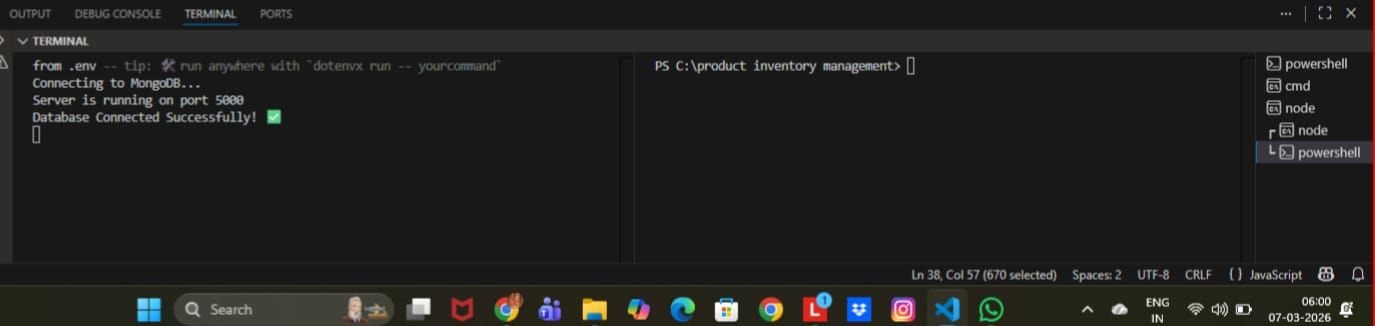 OUTPUT DEBUG CONSOLE TERMINAL PORTS
TERMINAL
from .env -- tip: 🛠️ run anywhere with `dotenvx run -- yourcommand`
Connecting to MongoDB...
Server is running on port 5000
Database Connected Successfully! ✅
PS C:\product inventory management>
powershell
cmd
node
node
powershell
Ln 38, Col 57 (670 selected) Spaces: 2 UTF-8 CRLF { } JavaScript
Search
L
1
ENG
IN
06:00
07-03-2026